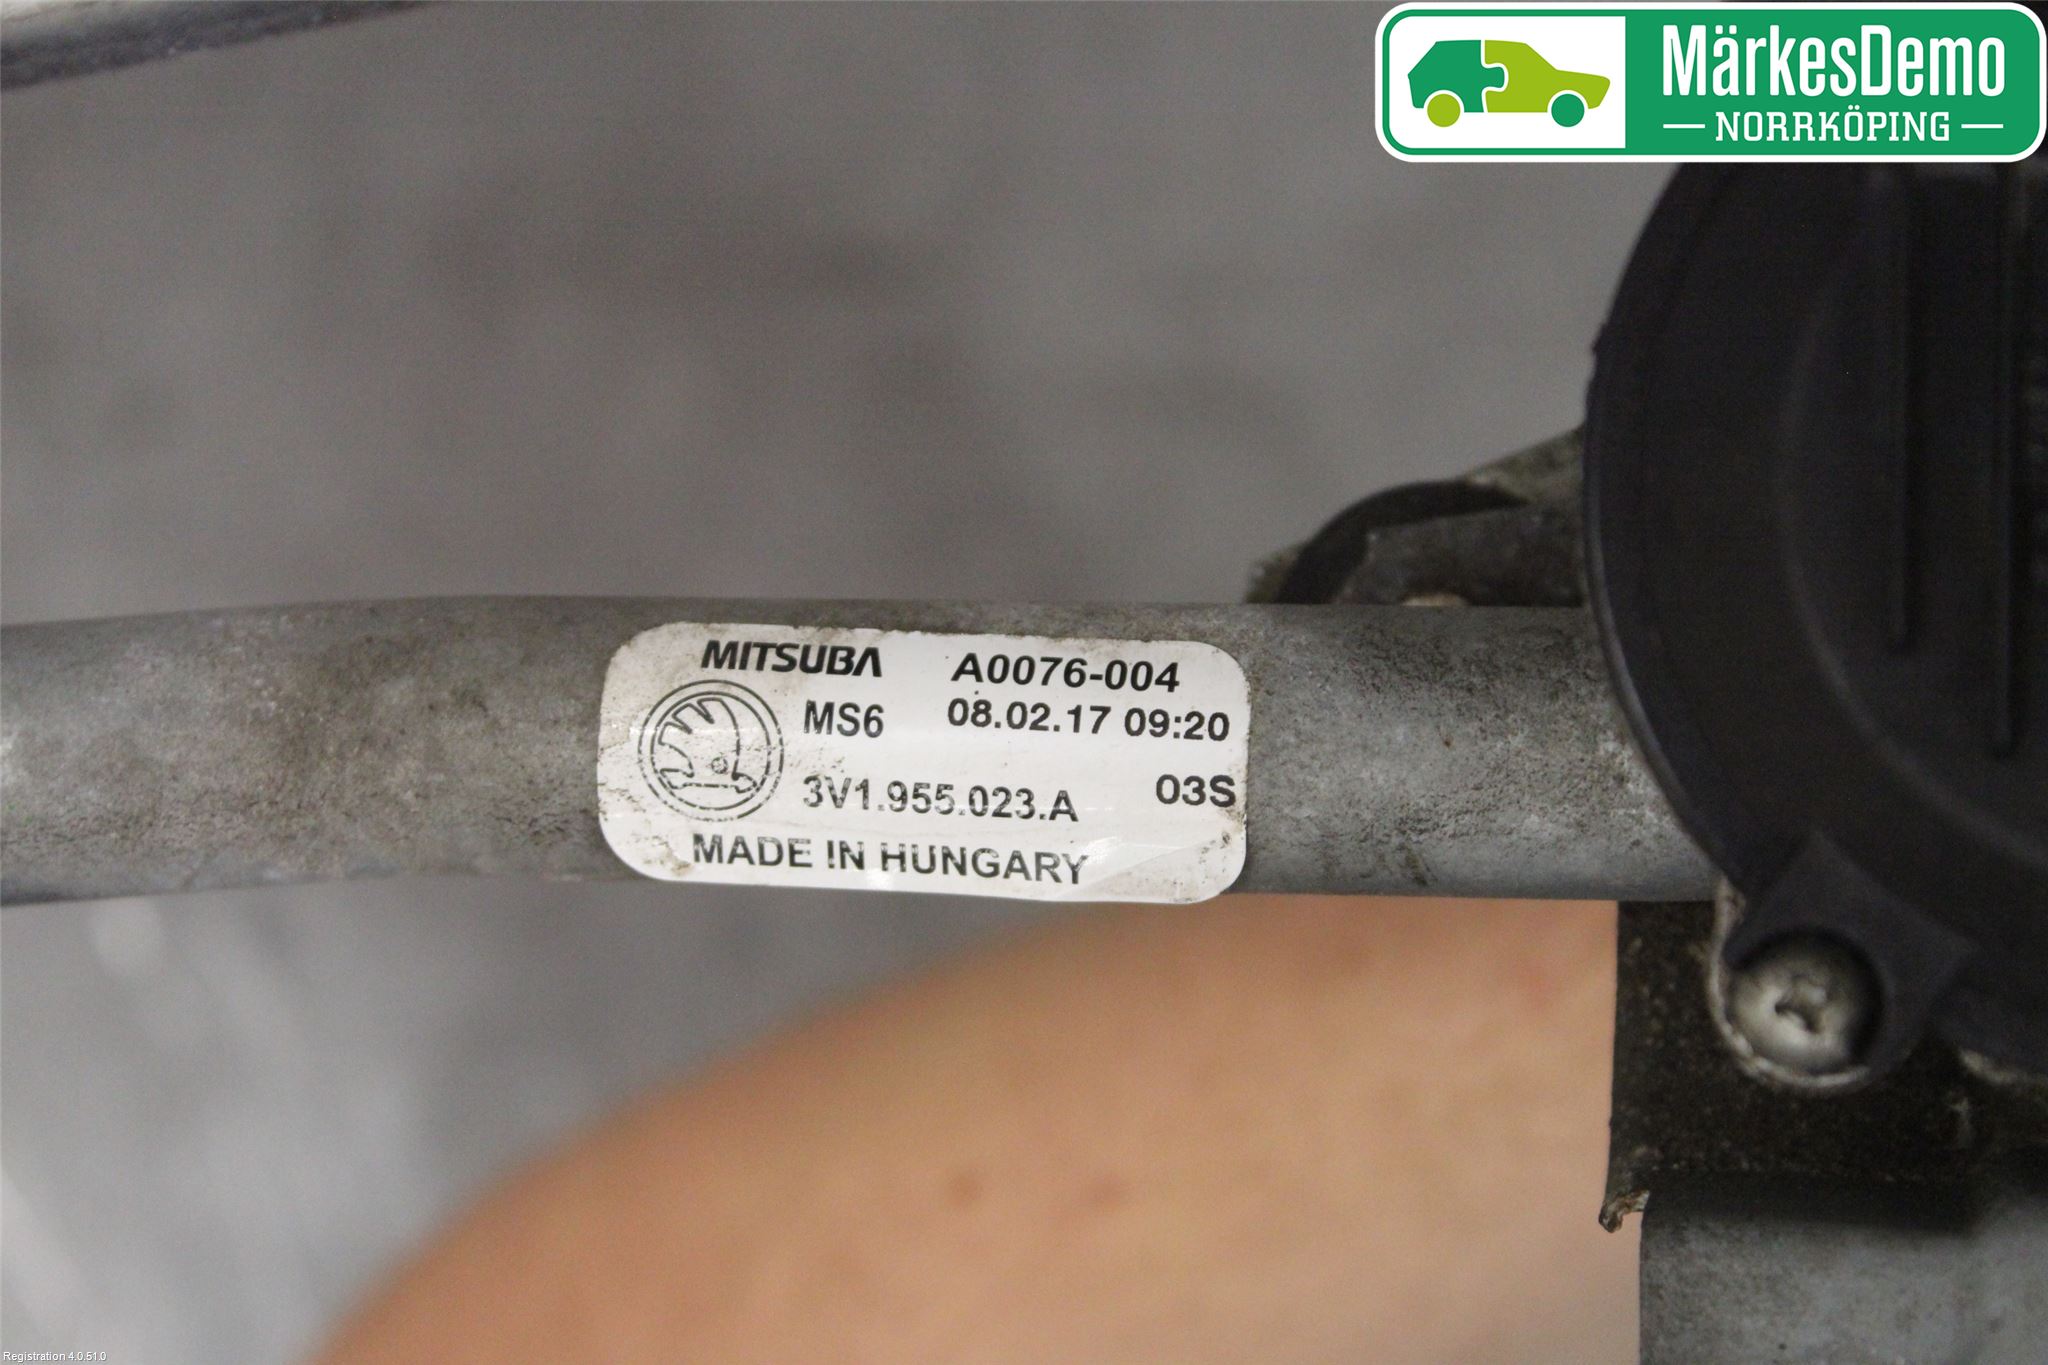 MärkesDemo
NORRKÖPING
MITSUBA A0076-004
MS6 08.02.17 09:20
3V1.955.023.A 03S
MADE IN HUNGARY
Registration 4.0.51.0